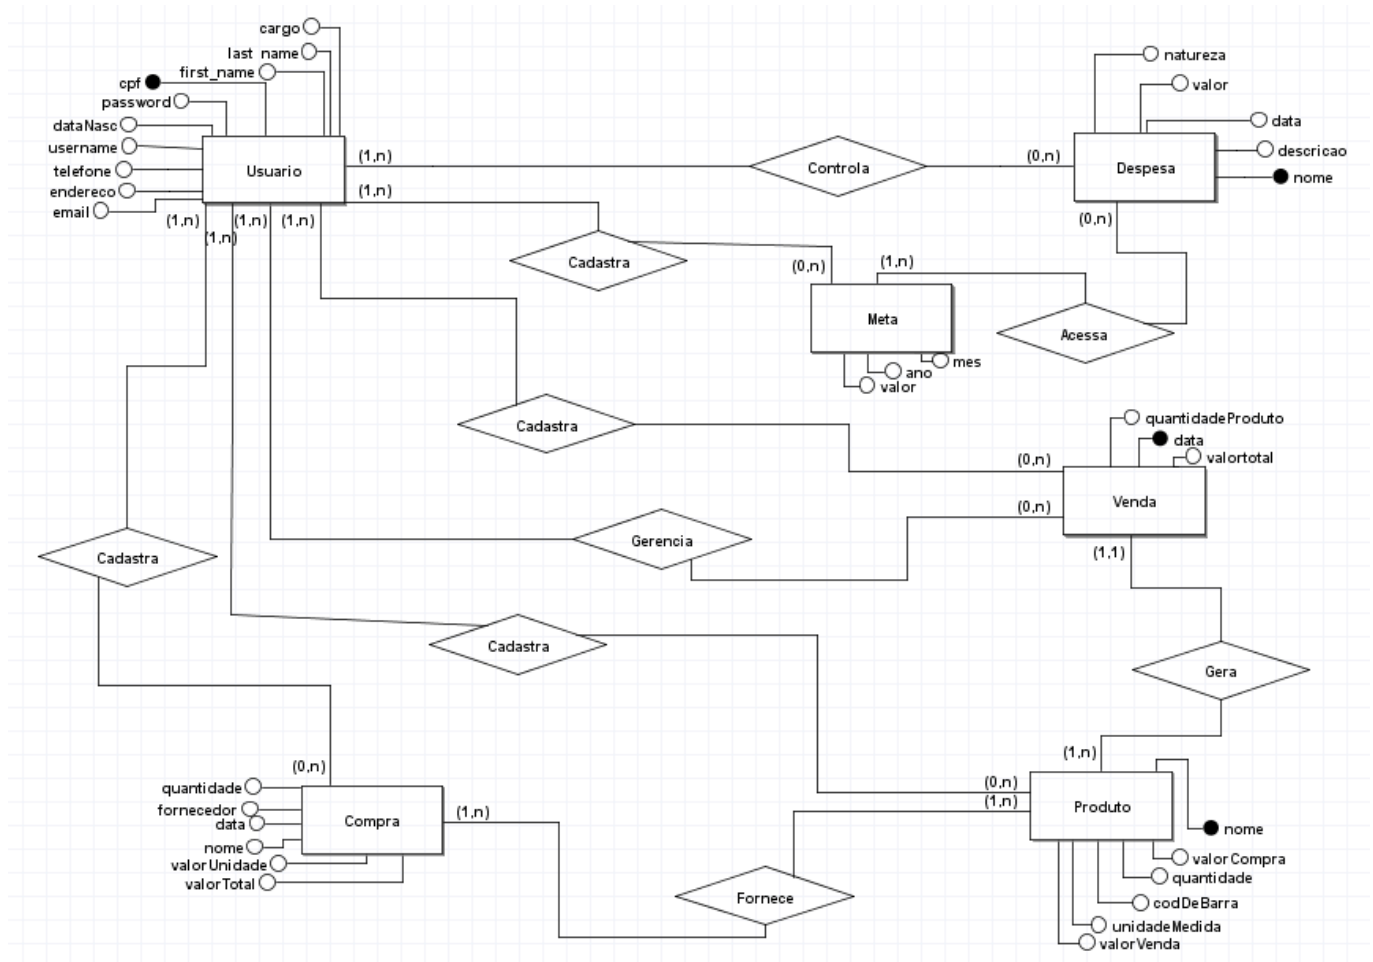 cargo
last_name
first_name
cpf
password
dataNasc
username
telefone
endereco
email
Usuario
(1,n)
(1,n)
(1,n)
(1,n)
(1,n)
(1,n)
Controla
(0,n)
natureza
valor
data
descricao
nome
Despesa
(0,n)
Cadastra
(0,n)
(1,n)
Meta
Acessa
mes
ano
valor
Cadastra
(0,n)
quantidadeProduto
data
valortotal
Venda
(0,n)
(1,1)
Gerencia
Cadastra
Cadastra
Gera
(1,n)
(0,n)
(1,n)
Produto
nome
valorCompra
quantidade
codDeBarra
unidadeMedida
valorVenda
(0,n)
quantidade
fornecedor
data
nome
valorUnidade
valorTotal
Compra
(1,n)
Fornece